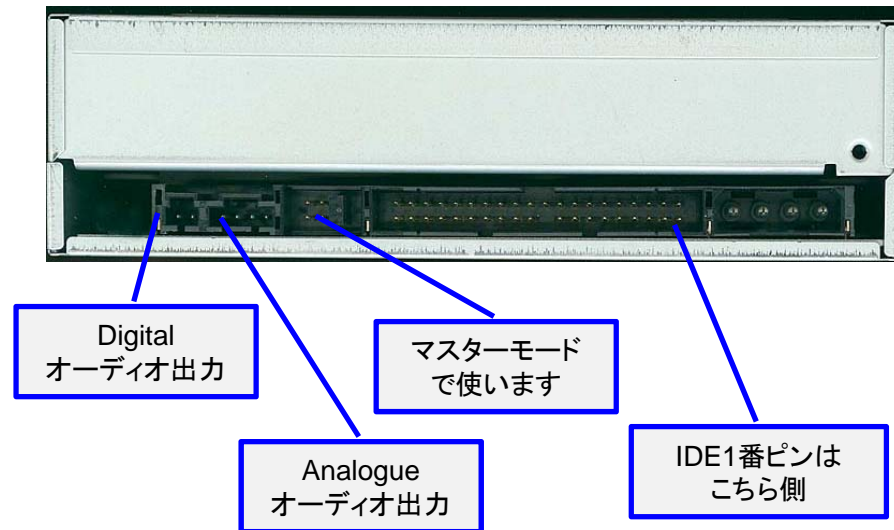 Digital
オーディオ出力
マスターモード
で使います
Analogue
オーディオ出力
IDE1番ピンは
こちら側